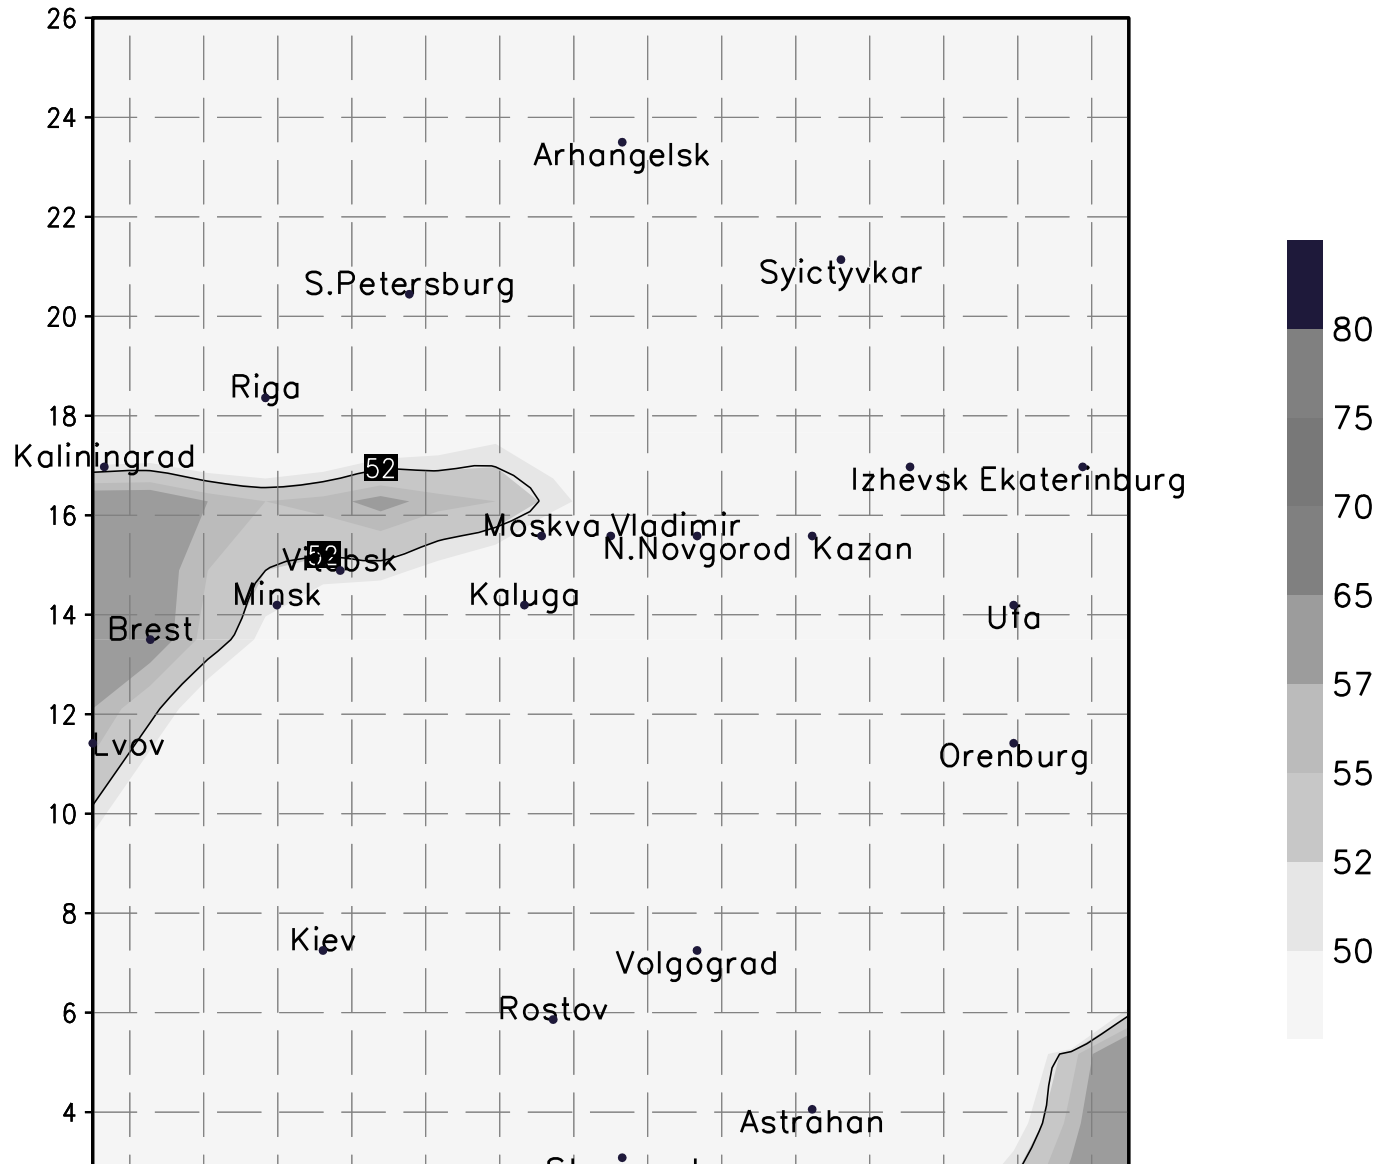 26
24
Arhangelsk
22
Syictyvkar
S.Petersburg
20
80
Riga
18
75
Kaliningrad
52
Izhevsk Ekaterinburg
70
16
Moskva Vladimir
N.Novgorod Kazan
52
Minsk
Kaluga
65
14
Ufa
Brest
57
12
Lvov
Orenburg
55
10
52
8
Kiev
Volgograd
50
6
Rostov
4
Astrahan